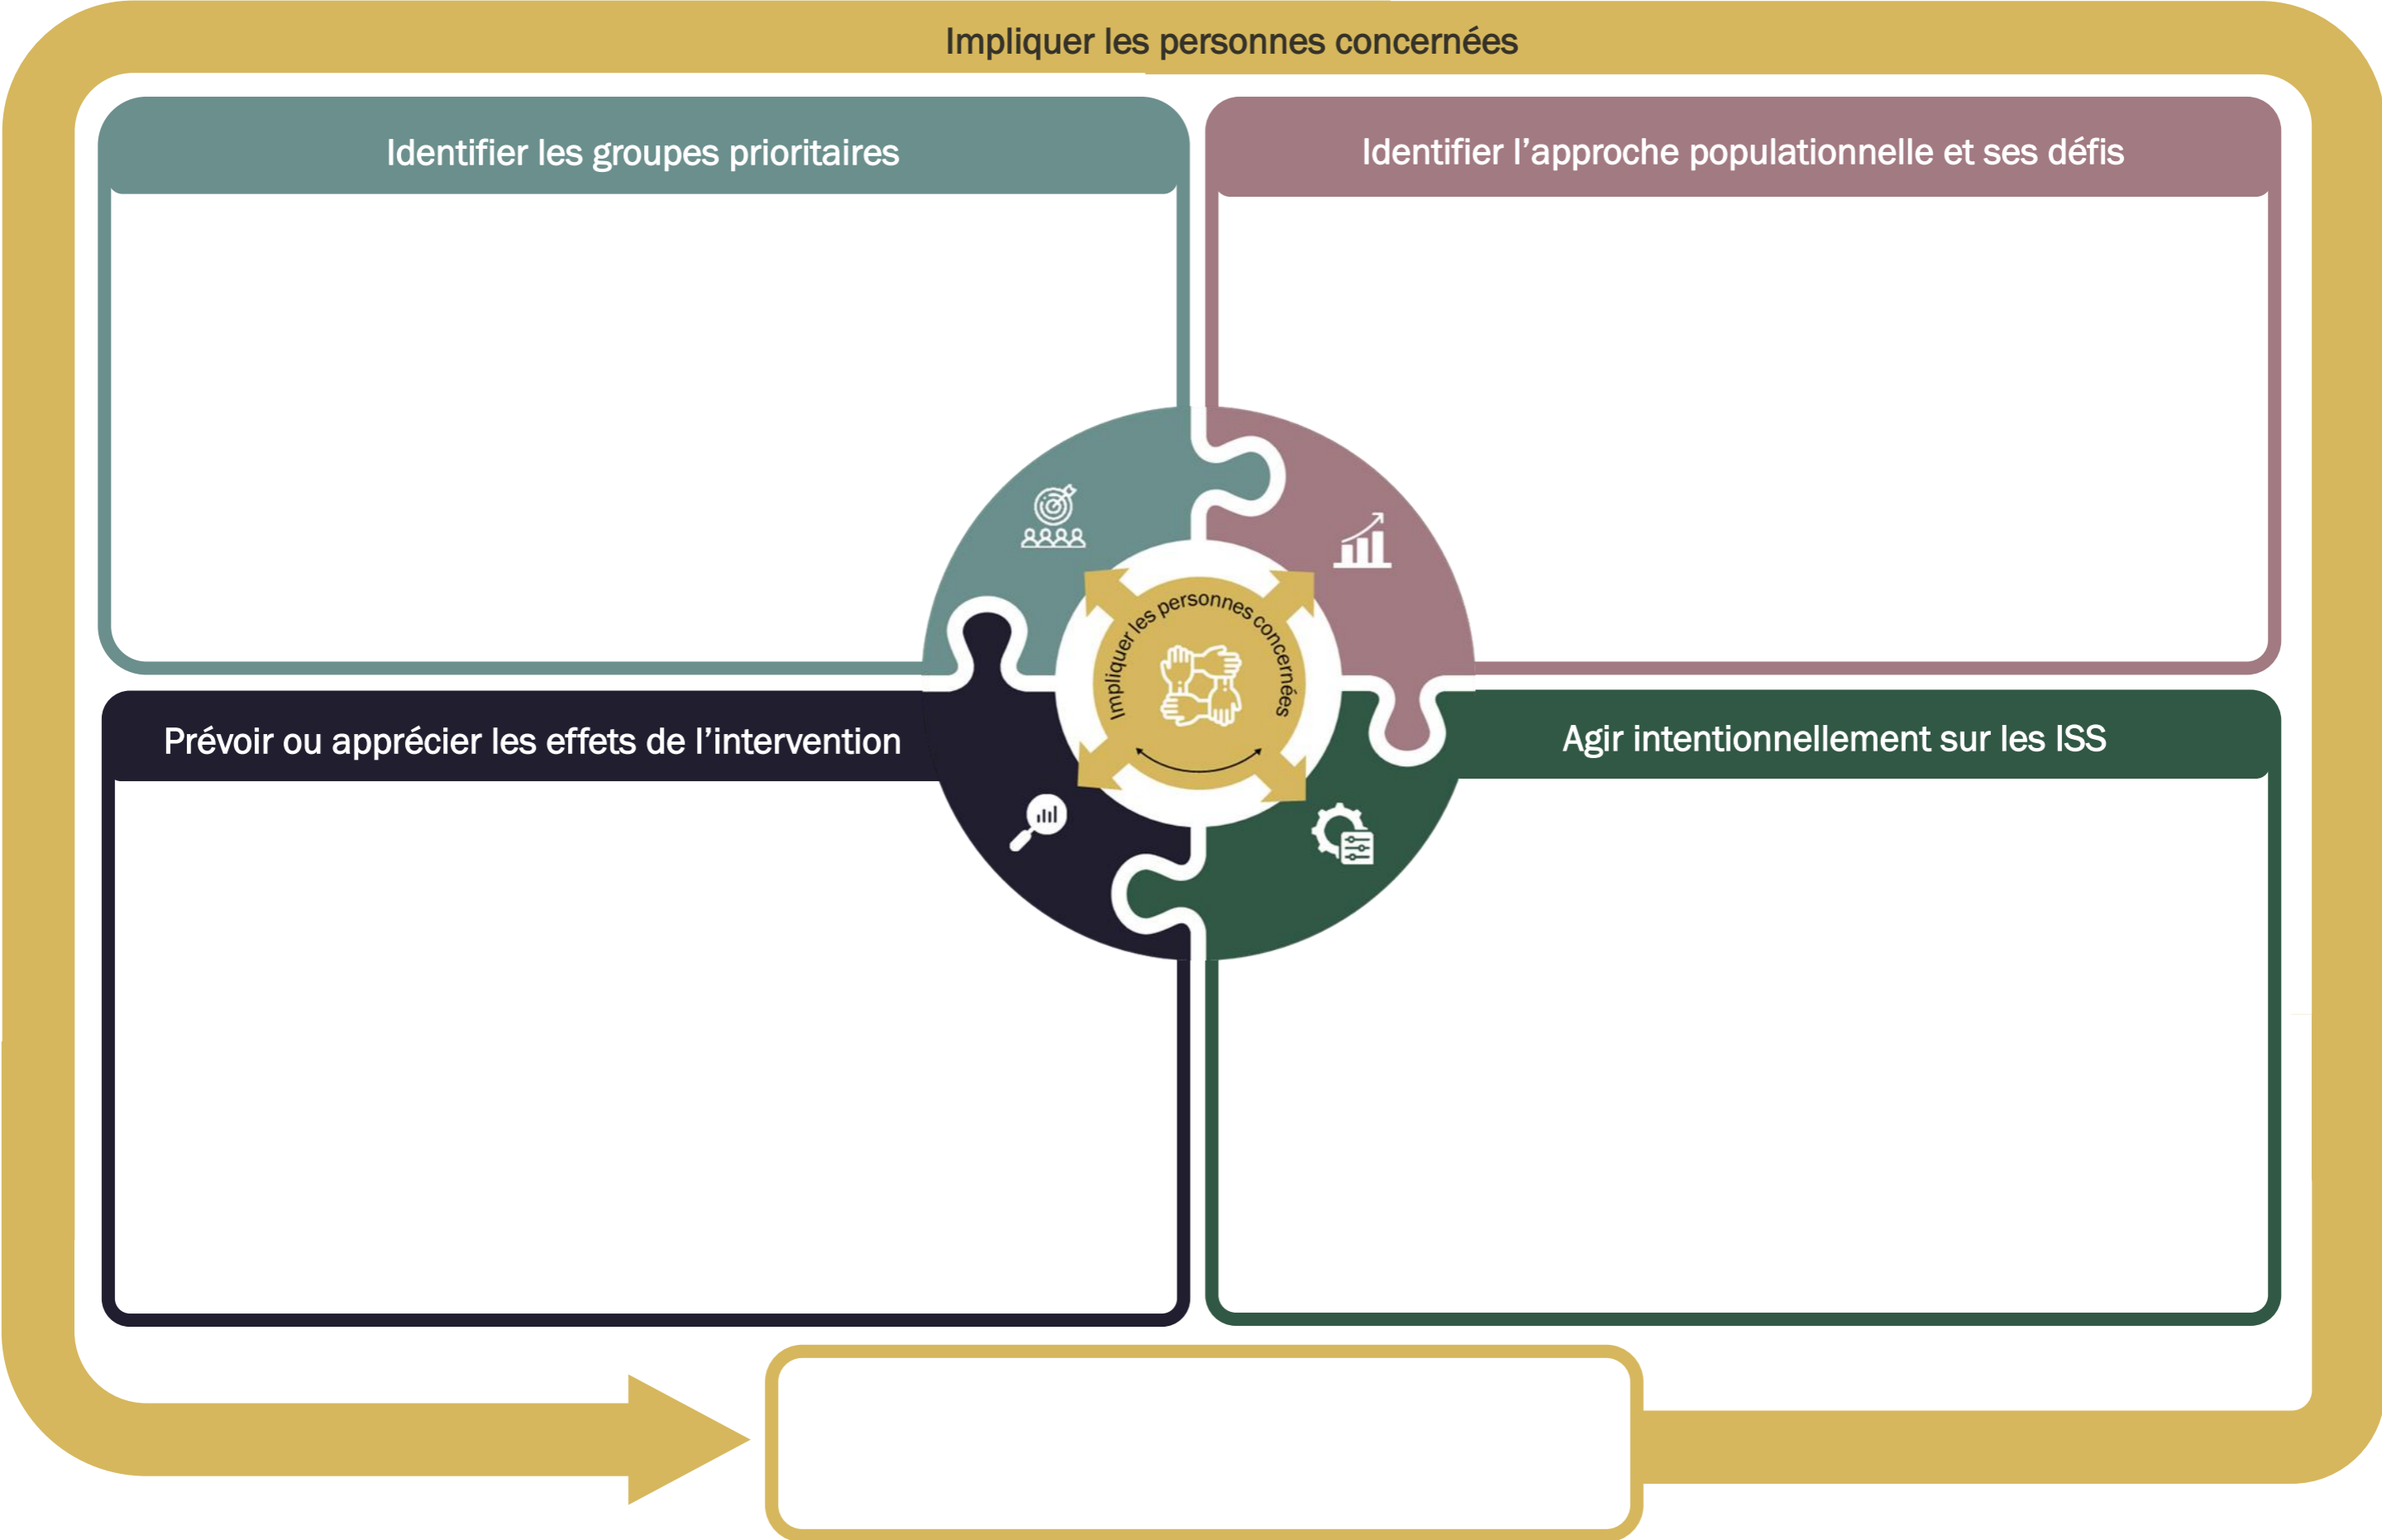 Impliquer les personnes concernées
Identifier les groupes prioritaires
Identifier l’approche populationnelle et ses défis
Impliquer les personnes concernées
Prévoir ou apprécier les effets de l’intervention
Agir intentionnellement sur les ISS